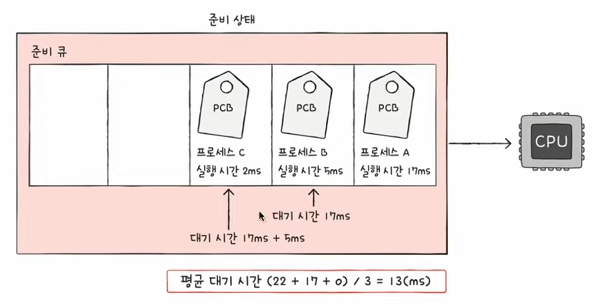 준비 상태
준비 큐
PCB
PCB
PCB
프로세스 C
실행 시간 2ms
프로세스 B
실행 시간 5ms
프로세스 A
실행 시간 17ms
CPU
대기 시간 17ms
대기 시간 17ms + 5ms
평균 대기 시간 (22 + 17 + 0) / 3 = 13(ms)